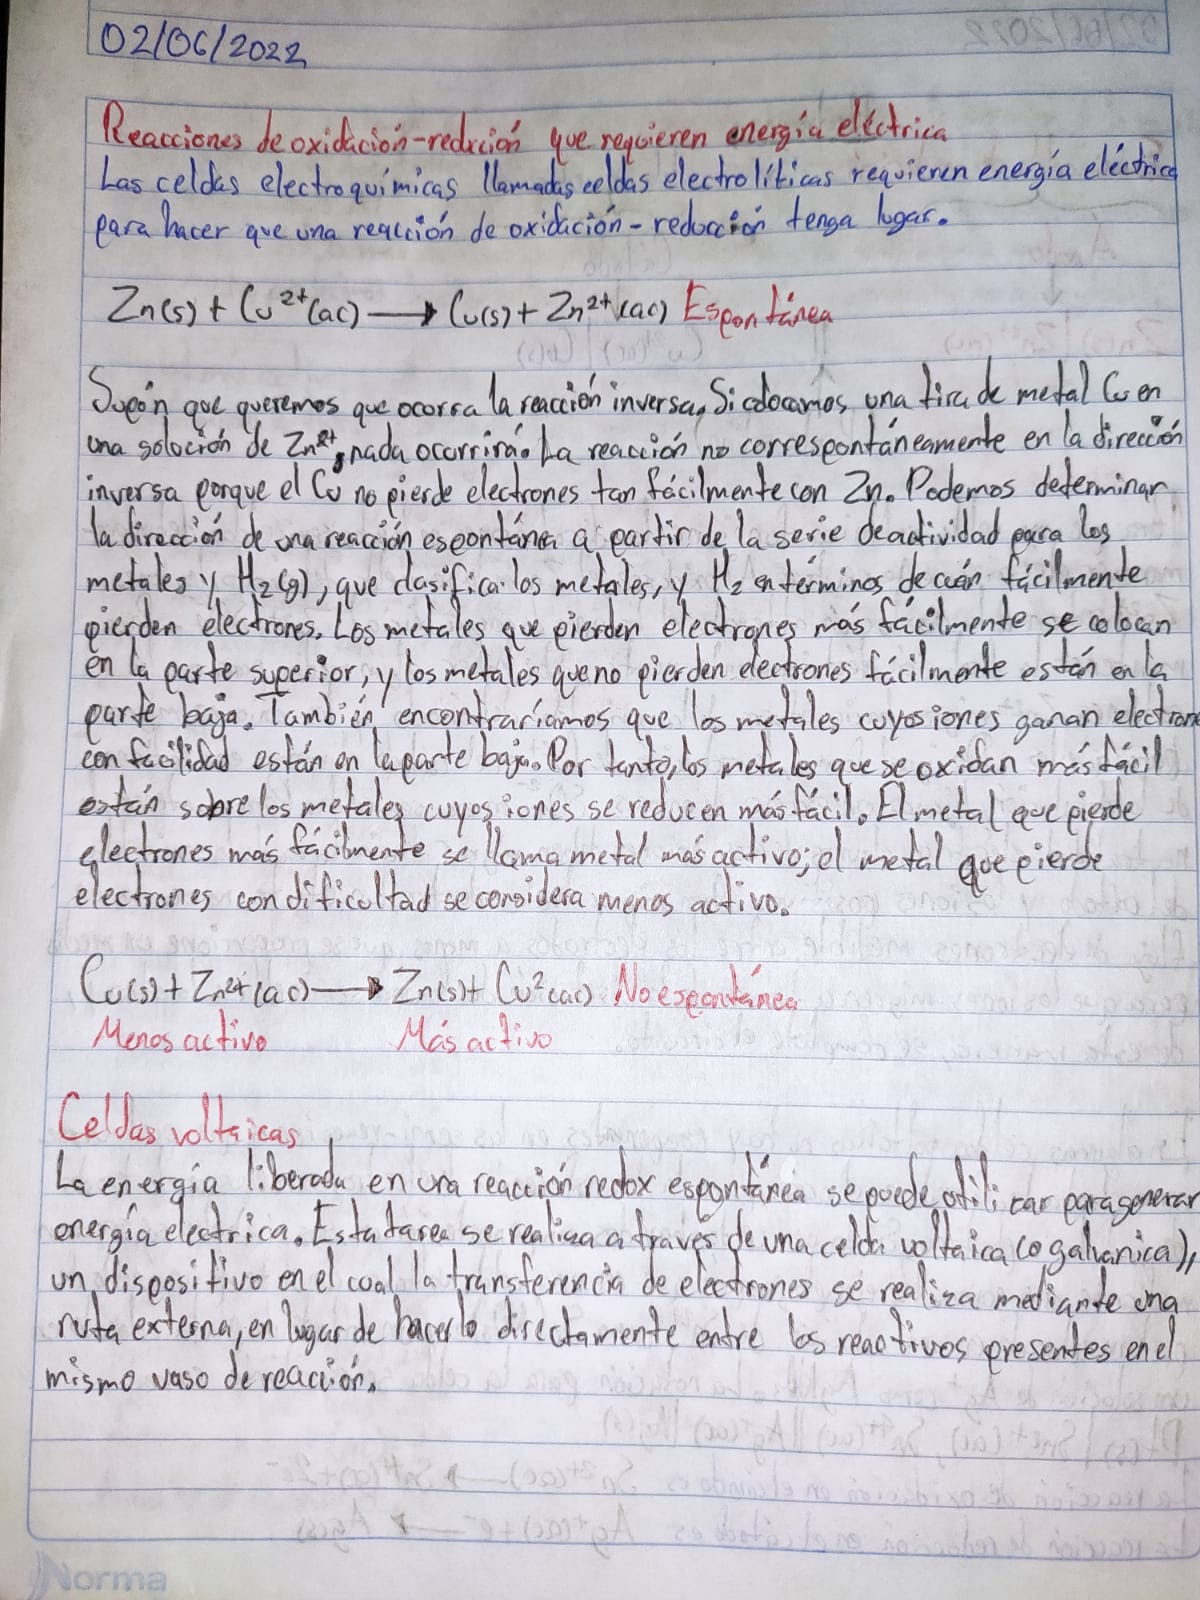 02/06/2022
Reacciones de oxidación-redución que requieren energía eléctrica
Las celdas electroquímicas llamadas celdas electrolíticas requieren energía eléctrica
para hacer que una reacción de oxidación-reducción tenga lugar.
Zn(s) + Cu²⁺(ac) → Cu(s) + Zn²⁺(ac) Espontánea
Supón que queremos que ocurra la reacción inversa. Si colocamos una tira de metal Cu en
una solución de Zn²⁺, nada ocurrirá. La reacción no corre espontáneamente en la dirección
inversa porque el Cu no pierde electrones tan fácilmente con Zn. Podemos determinar
la dirección de una reacción espontánea a partir de la serie de actividad para los
metales y H₂(g), que clasifica los metales, y H₂ en términos de cuán fácilmente
pierden electrones. Los metales que pierden electrones más fácilmente se colocan
en la parte superior, y los metales que no pierden electrones fácilmente están en la
parte baja. También encontraríamos que los metales cuyos iones ganan electrone
con facilidad están en la parte baja. Por tanto, los metales que se oxidan más fácil
están sobre los metales cuyos iones se reducen más fácil. El metal que pierde
electrones más fácilmente se llama metal más activo; el metal que pierde
electrones con dificultad se considera menos activo.
Cu(s) + Zn²⁺(ac) → Zn(s) + Cu²(ac) No espontánea
Menos activo Más activo
Celdas voltaicas
La energía liberada en una reacción redox espontánea se puede utilizar para generar
energía electrica. Esta tarea se realiza a través de una celda voltaica (o galvanica),
un dispositivo en el cual la transferencia de electrones se realiza mediante una
ruta externa, en lugar de hacerlo directamente entre los reactivos presentes en el
mismo vaso de reacción.
Norma